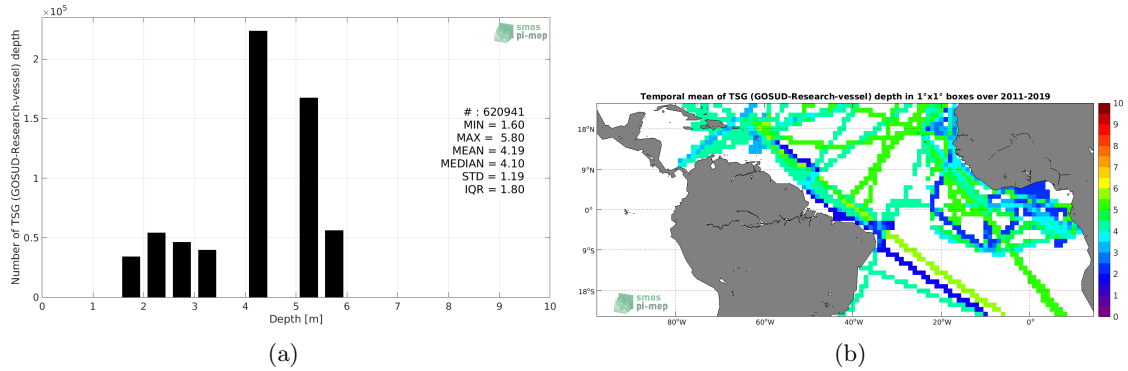 ×10⁵
2
1.5
1
0.5
0
Number of TSG (GOSUD-Research-vessel) depth
smos
pi-mep
# : 620941
MIN = 1.60
MAX = 5.80
MEAN = 4.19
MEDIAN = 4.10
STD = 1.19
IQR = 1.80
0 1 2 3 4 5 6 7 8 9 10
Depth [m]
(a)
Temporal mean of TSG (GOSUD-Research-vessel) depth in 1°x1° boxes over 2011-2019
18°N
9°N
0°
9°S
18°S
80°W 60°W 40°W 20°W 0°
smos
pi-mep
10
9
8
7
6
5
4
3
2
1
0
(b)